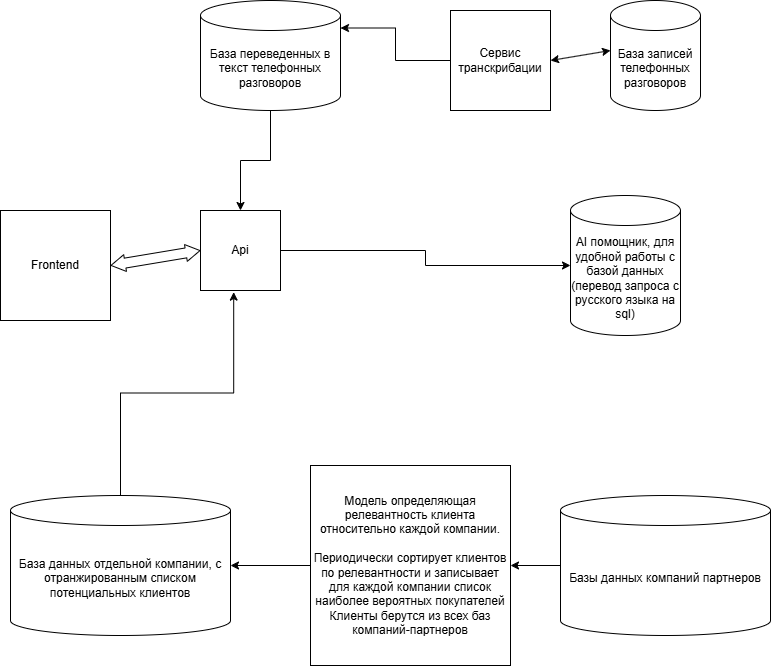 База переведенных в
текст телефонных
разговоров
Сервис
транскрибации
База записей
телефонных
разговоров
Frontend
Api
AI помощник, для
удобной работы с
базой данных
(перевод запроса с
русского языка на
sql)
База данных отдельной компании, с
отранжированным списком
потенциальных клиентов
Модель определяющая
релевантность клиента
относительно каждой компании.
Периодически сортирует клиентов
по релевантности и записывает
для каждой компании список
наиболее вероятных покупателей
Клиенты берутся из всех баз
компаний-партнеров
Базы данных компаний партнеров